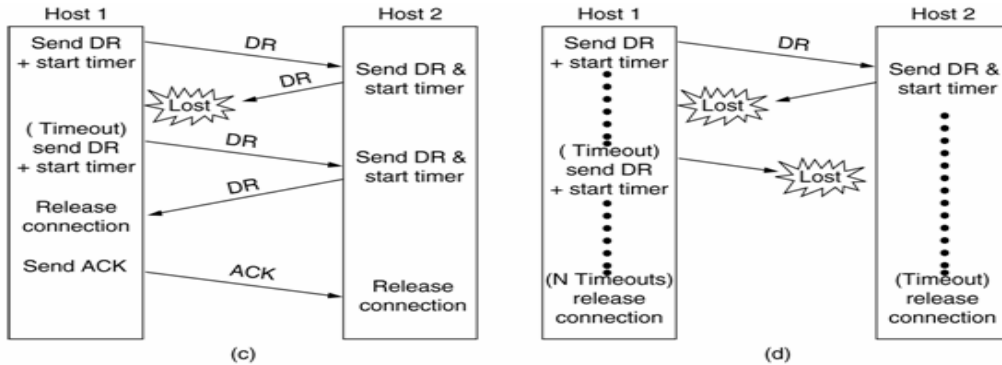 Host 1
Host 2
Send DR
+ start timer
DR
Send DR &
start timer
DR
Lost
( Timeout)
send DR
+ start timer
DR
Send DR &
start timer
DR
Release
connection
Send ACK
ACK
Release
connection
(c)
Host 1
Host 2
Send DR
+ start timer
DR
Send DR &
start timer
Lost
( Timeout)
send DR
+ start timer
Lost
(N Timeouts)
release
connection
(Timeout)
release
connection
(d)